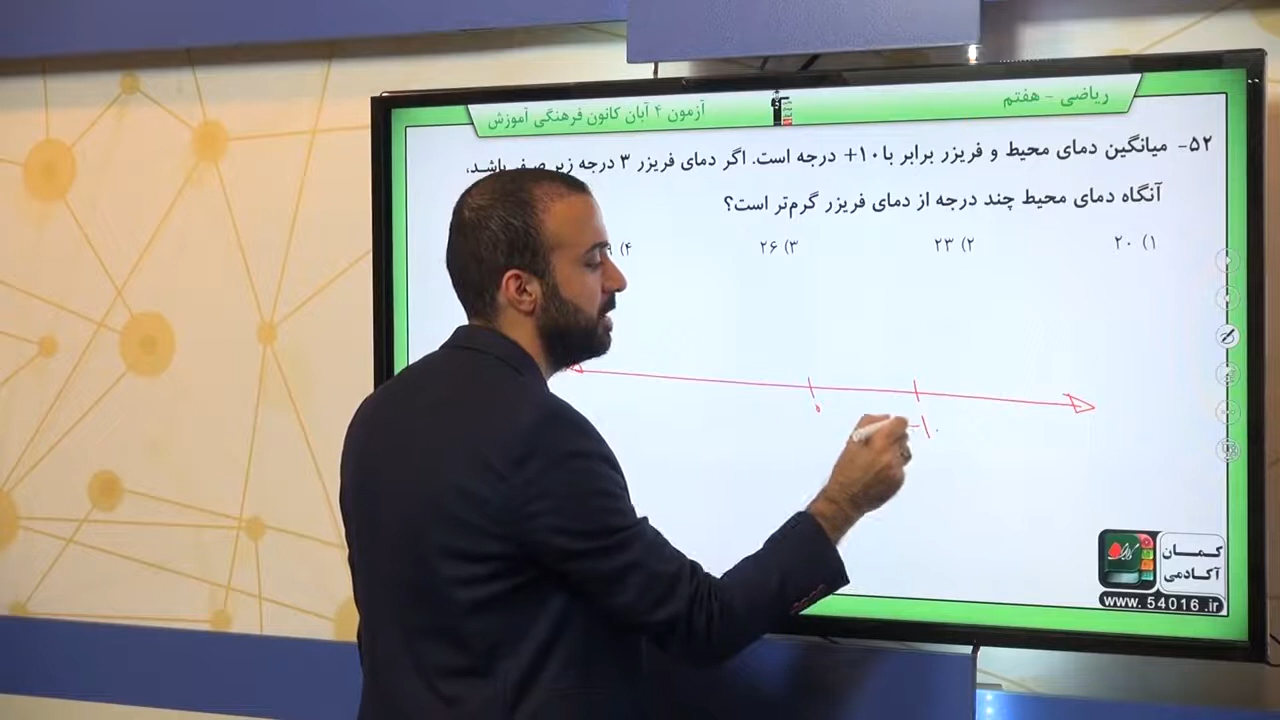 ریاضی - هفتم
آزمون ۴ آبان کانون فرهنگی آموزش
۵۲- میانگین دمای محیط و فریزر برابر با ۱۰+ درجه است. اگر دمای فریزر ۳ درجه زیر صفر باشد،
آنگاه دمای محیط چند درجه از دمای فریزر گرم‌تر است؟
۱) ۲۰ ۲) ۲۳ ۳) ۲۶ ۴)
۰ +۱۰
کمان
آکادمی
www.54016.ir